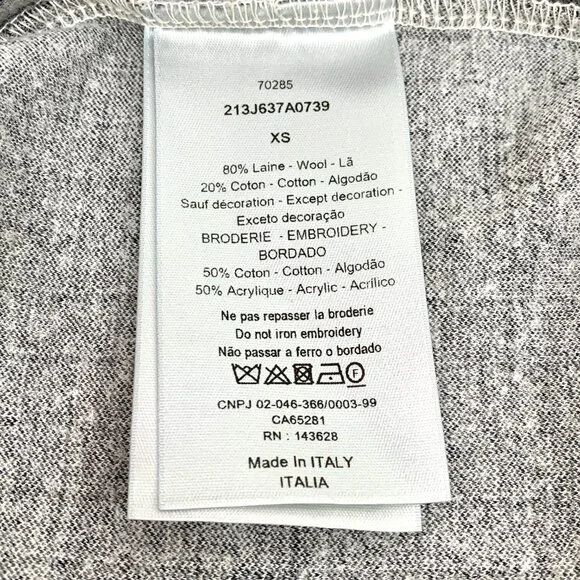 70285
213J637A0739
XS
80% Laine - Wool - Lã
20% Coton - Cotton - Algodão
Sauf décoration - Except decoration -
Exceto decoração
BRODERIE - EMBROIDERY -
BORDADO
50% Coton - Cotton - Algodão
50% Acrylique - Acrylic - Acrílico
Ne pas repasser la broderie
Do not iron embroidery
Não passar a ferro o bordado
F
CNPJ 02-046-366/0003-99
CA65281
RN : 143628
Made In ITALY
ITALIA